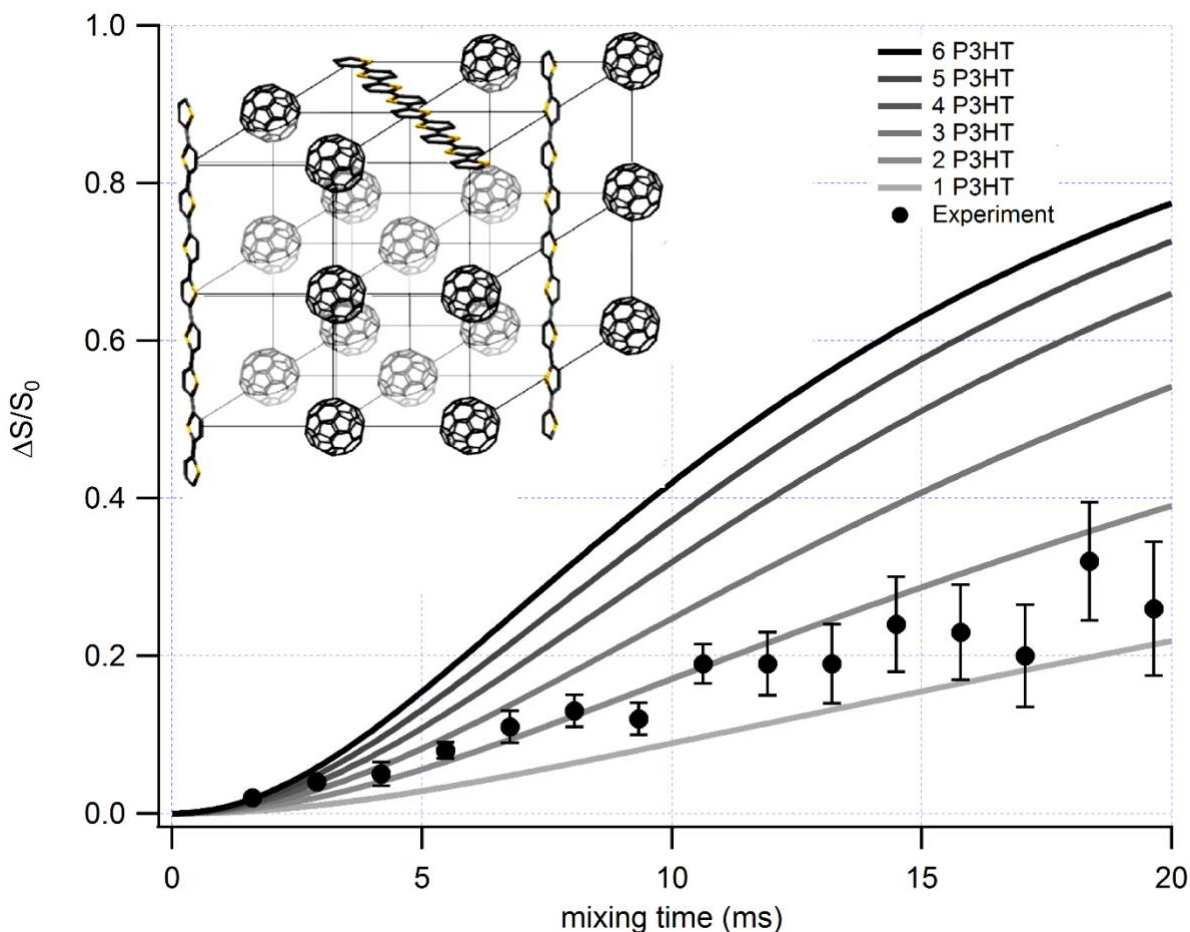 1.0
0.8
0.6
0.4
0.2
0.0
ΔS/S₀
6 P3HT
5 P3HT
4 P3HT
3 P3HT
2 P3HT
1 P3HT
Experiment
0 5 10 15 20
mixing time (ms)